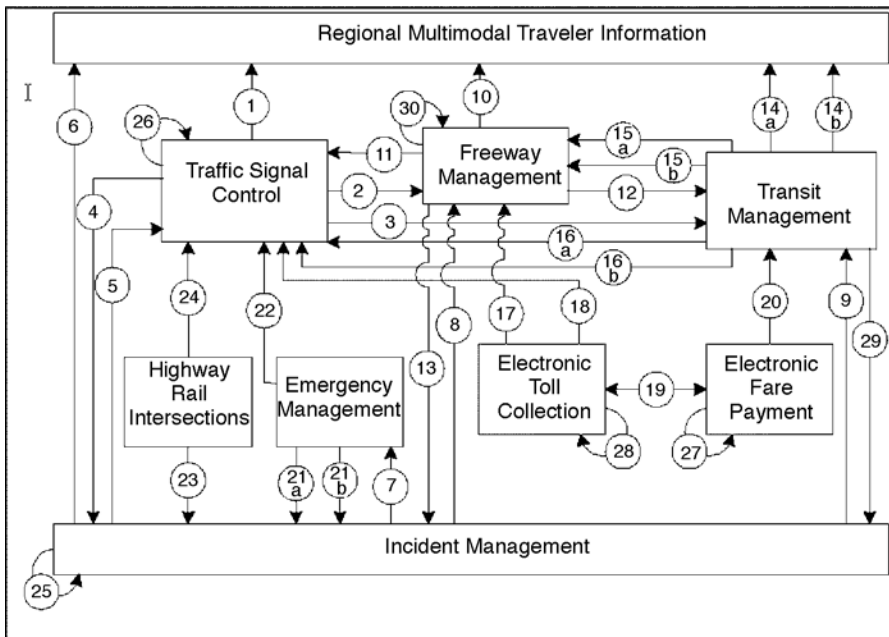 Regional Multimodal Traveler Information
I
1
10
14
a
14
b
6
30
26
15
a
11
Freeway
Management
15
b
Traffic Signal
Control
2
12
Transit
Management
4
3
16
a
16
b
5
24
22
17
18
20
9
8
29
Highway
Rail
Intersections
Emergency
Management
13
Electronic
Toll
Collection
19
Electronic
Fare
Payment
28
27
23
21
a
21
b
7
Incident Management
25